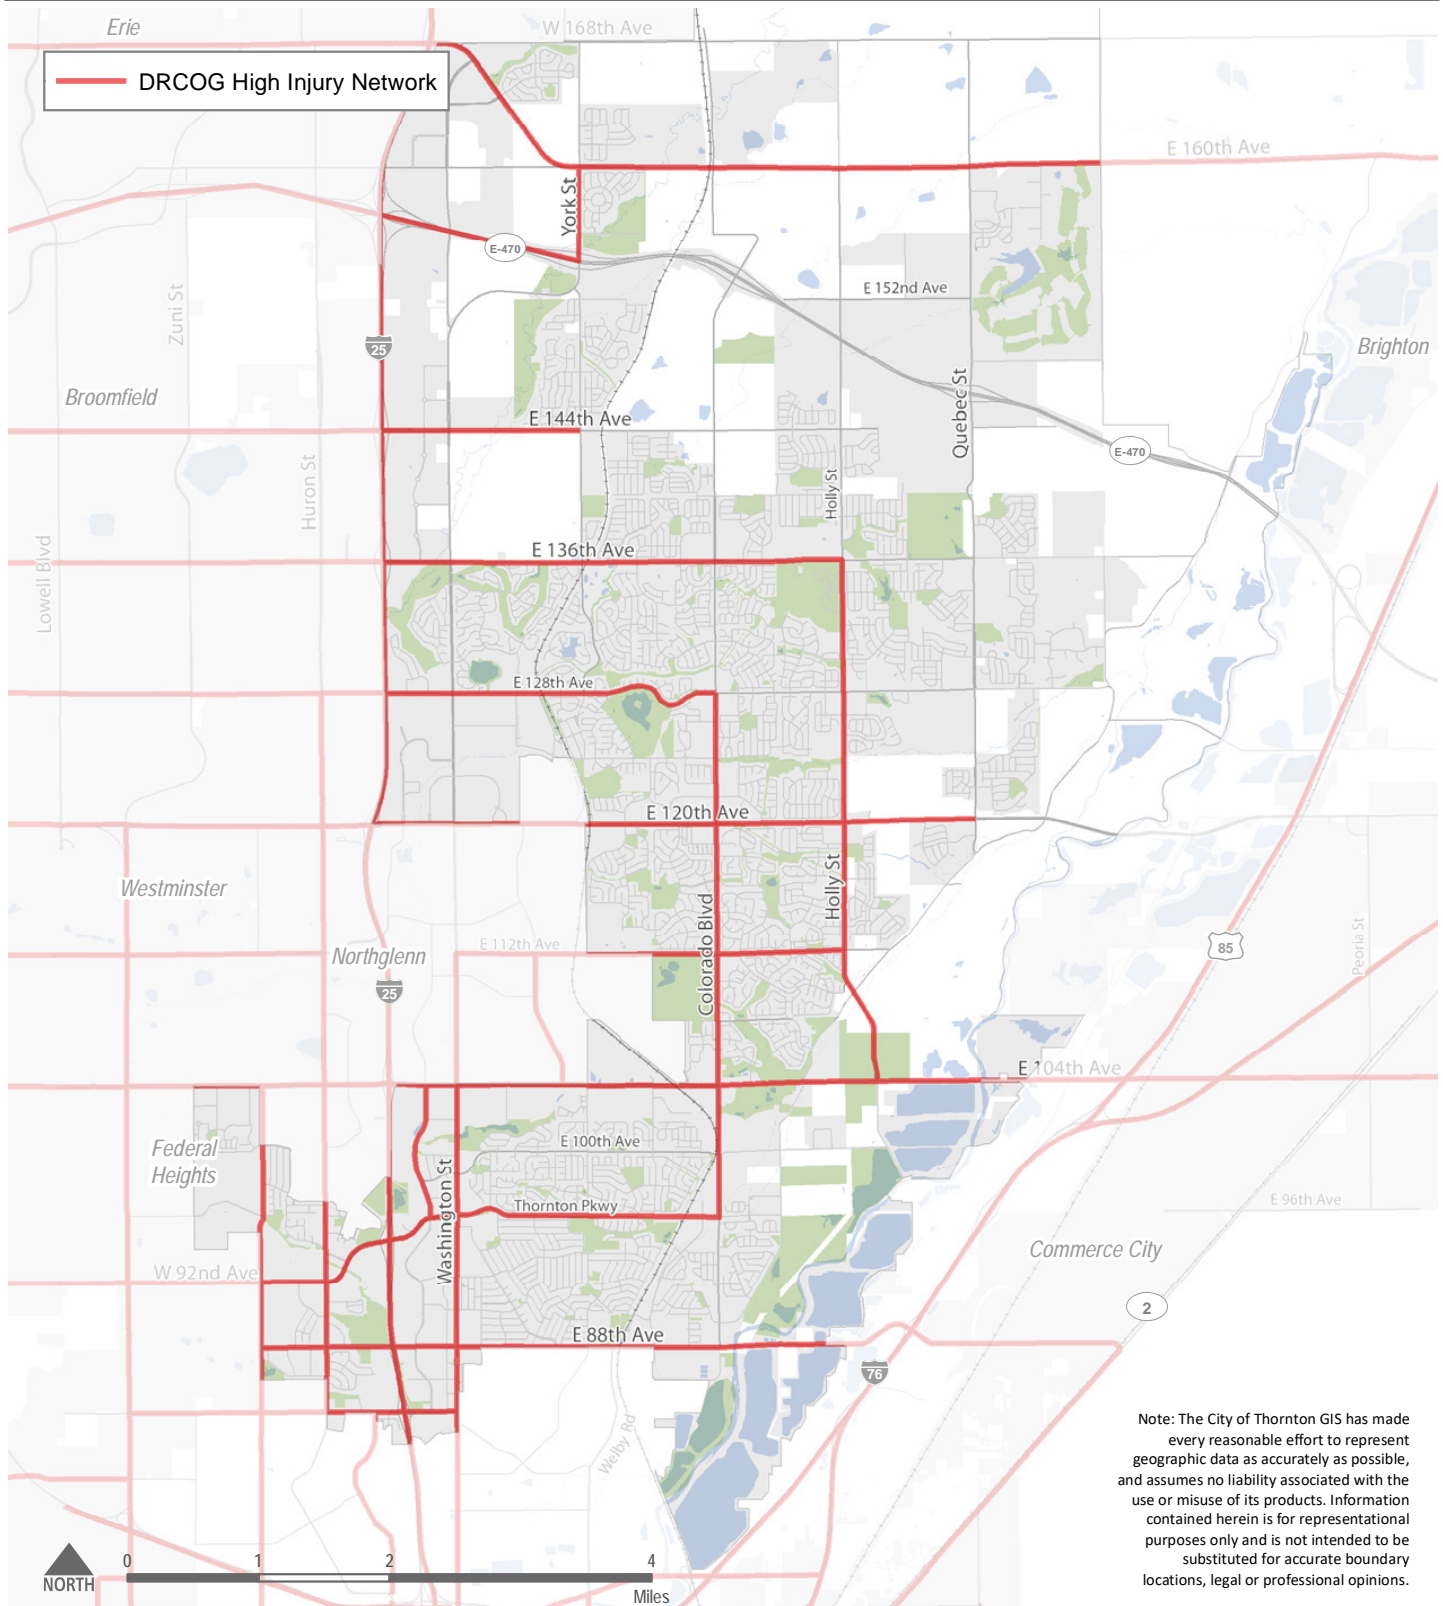 Erie
W 168th Ave
DRCOG High Injury Network
E 160th Ave
York St
E-470
E 152nd Ave
Zuni St
25
Brighton
Broomfield
Quebec St
E 144th Ave
E-470
Huron St
Holly St
Lowell Blvd
E 136th Ave
E 128th Ave
E 120th Ave
Westminster
Holly St
Colorado Blvd
Northglenn
E 112th Ave
85
Peoria St
25
E 104th Ave
Federal
Heights
E 100th Ave
Washington St
Thornton Pkwy
E 96th Ave
Commerce City
W 92nd Ave
2
E 88th Ave
76
Welby Rd
Note: The City of Thornton GIS has made
every reasonable effort to represent
geographic data as accurately as possible,
and assumes no liability associated with the
use or misuse of its products. Information
contained herein is for representational
purposes only and is not intended to be
substituted for accurate boundary
locations, legal or professional opinions.
NORTH
0 1 2 4
Miles